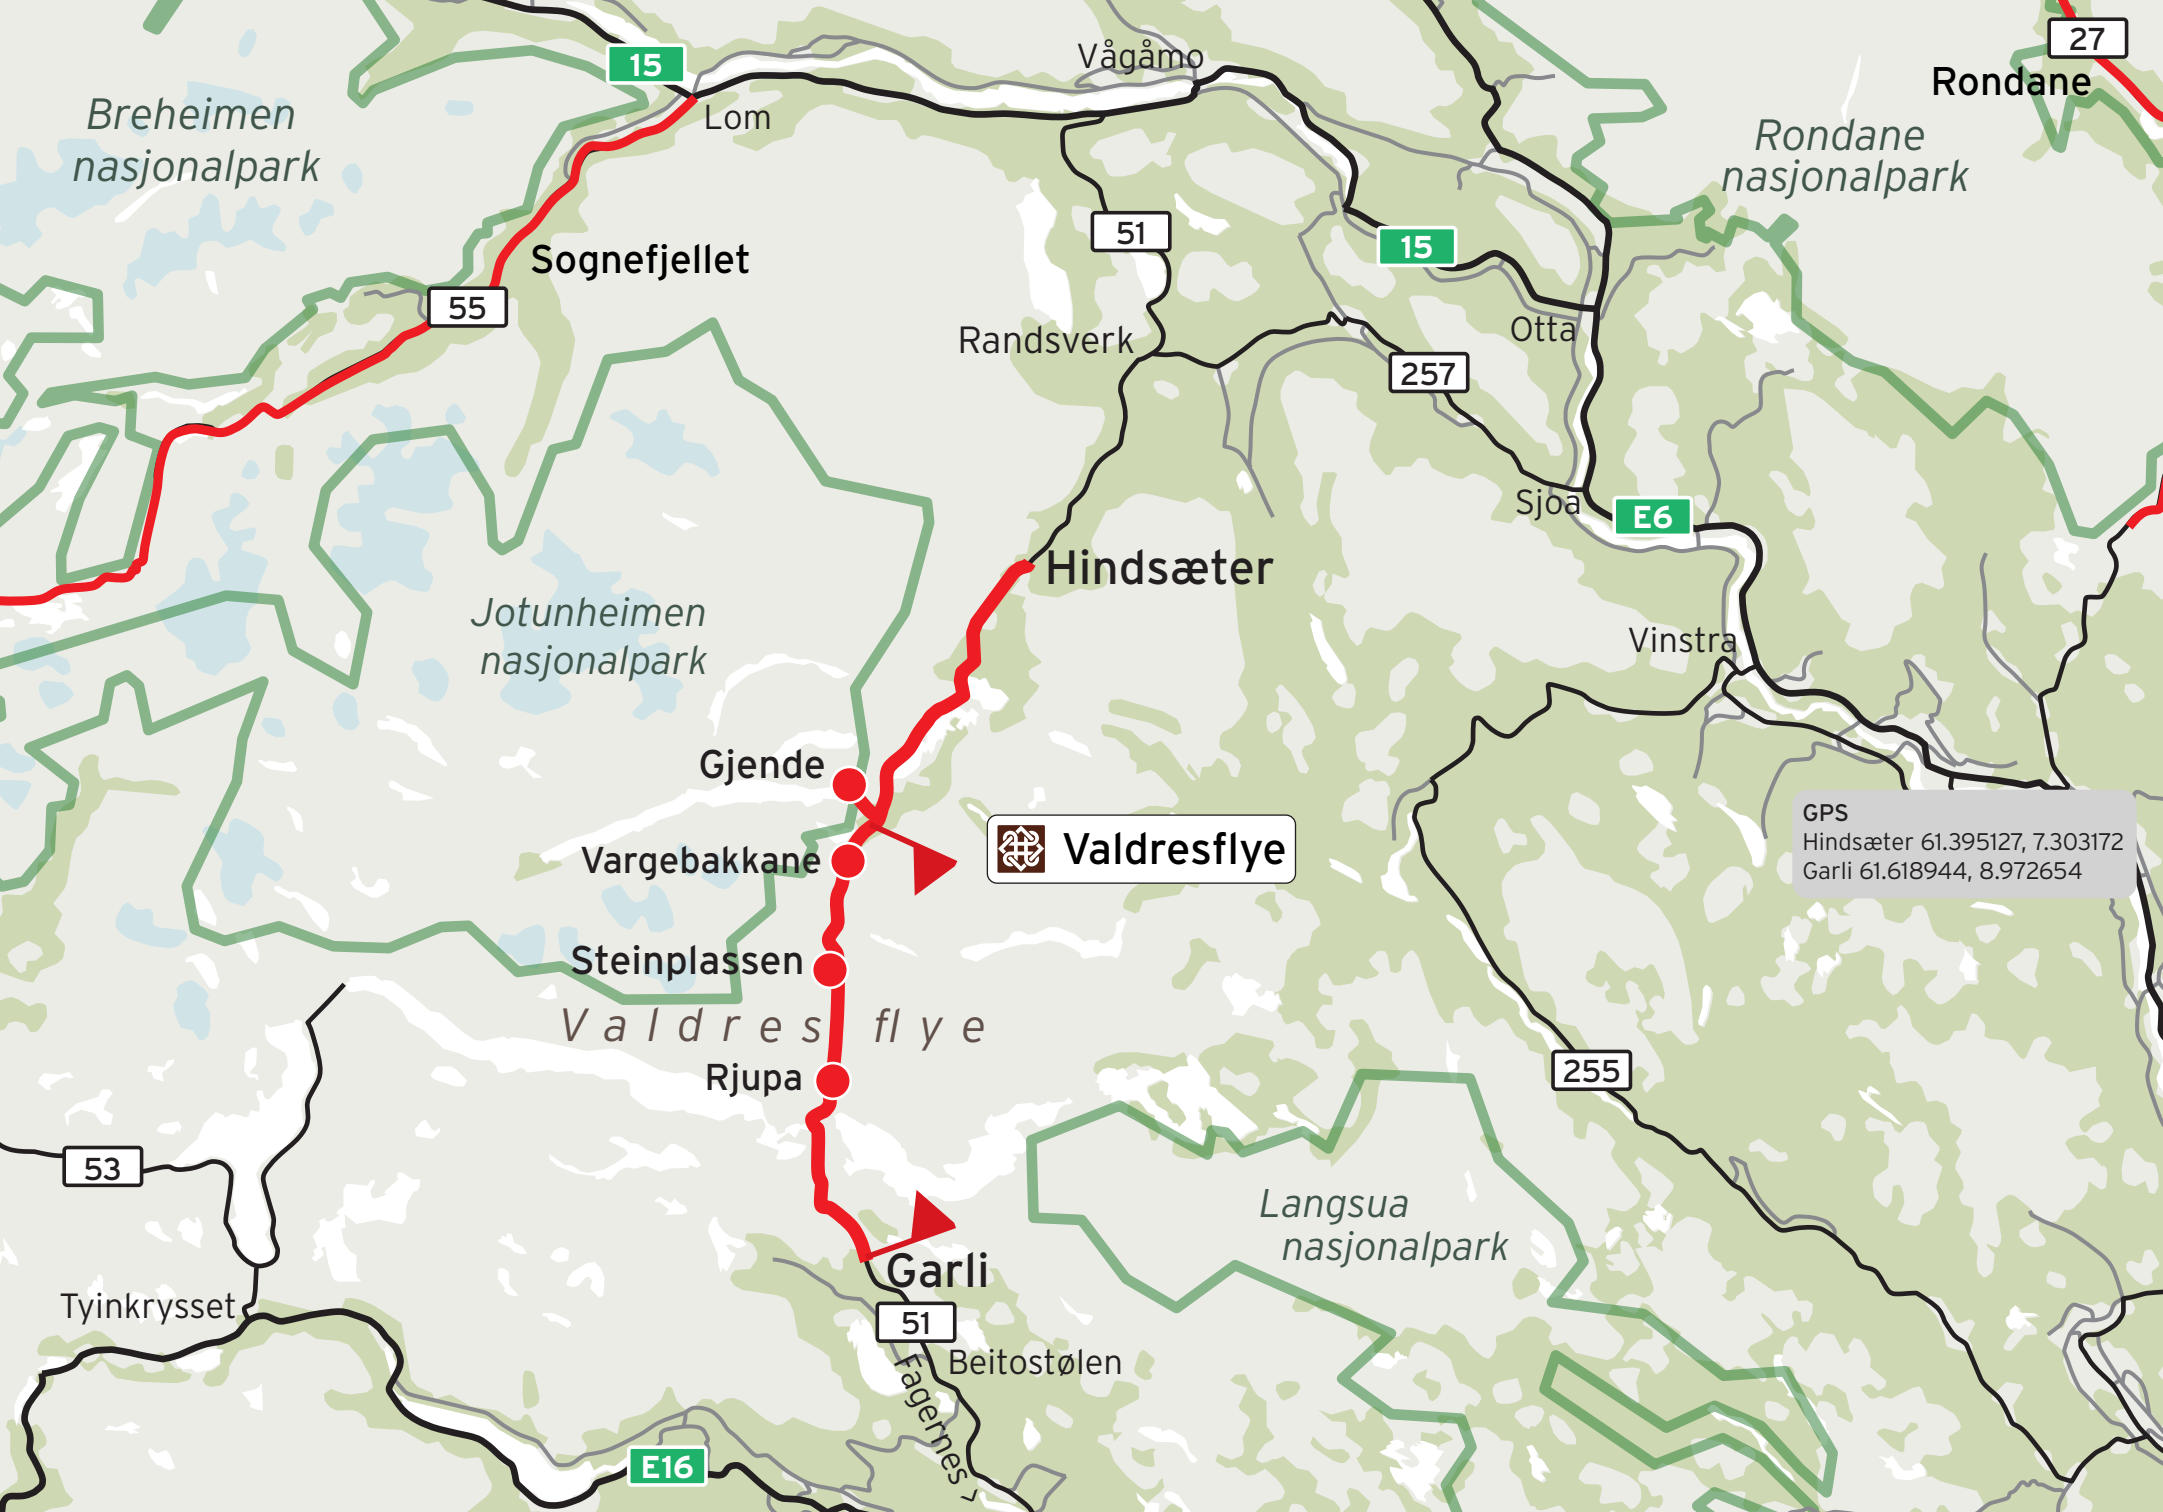 27
Vågåmo
15
Rondane
Breheimen
nasjonalpark
Lom
Rondane
nasjonalpark
51
15
Sognefjellet
55
Otta
Randsverk
257
Sjoa
E6
Hindsæter
Jotunheimen
nasjonalpark
Vinstra
Gjende
GPS
Hindsæter 61.395127, 7.303172
Garli 61.618944, 8.972654
Valdresflye
Vargebakkane
Steinplassen
Valdresflye
Rjupa
255
53
Langsua
nasjonalpark
Garli
Tyinkrysset
51
Beitostølen
Fagernes >
E16